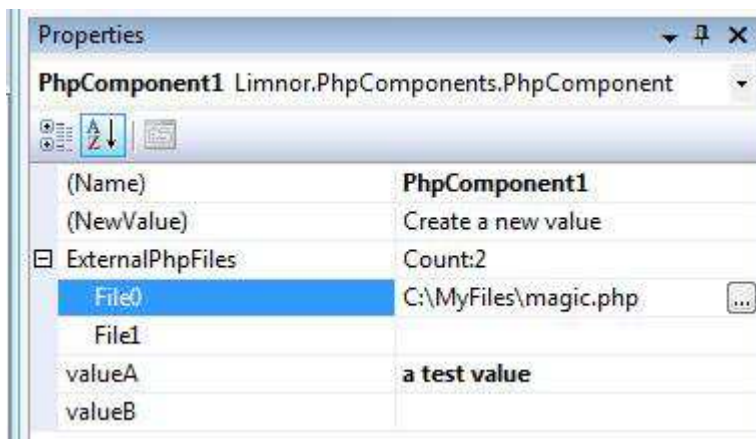 Properties
PhpComponent1 Limnor.PhpComponents.PhpComponent
A Z
(Name) PhpComponent1
(NewValue) Create a new value
ExternalPhpFiles Count:2
File0 C:\MyFiles\magic.php ...
File1
valueA a test value
valueB